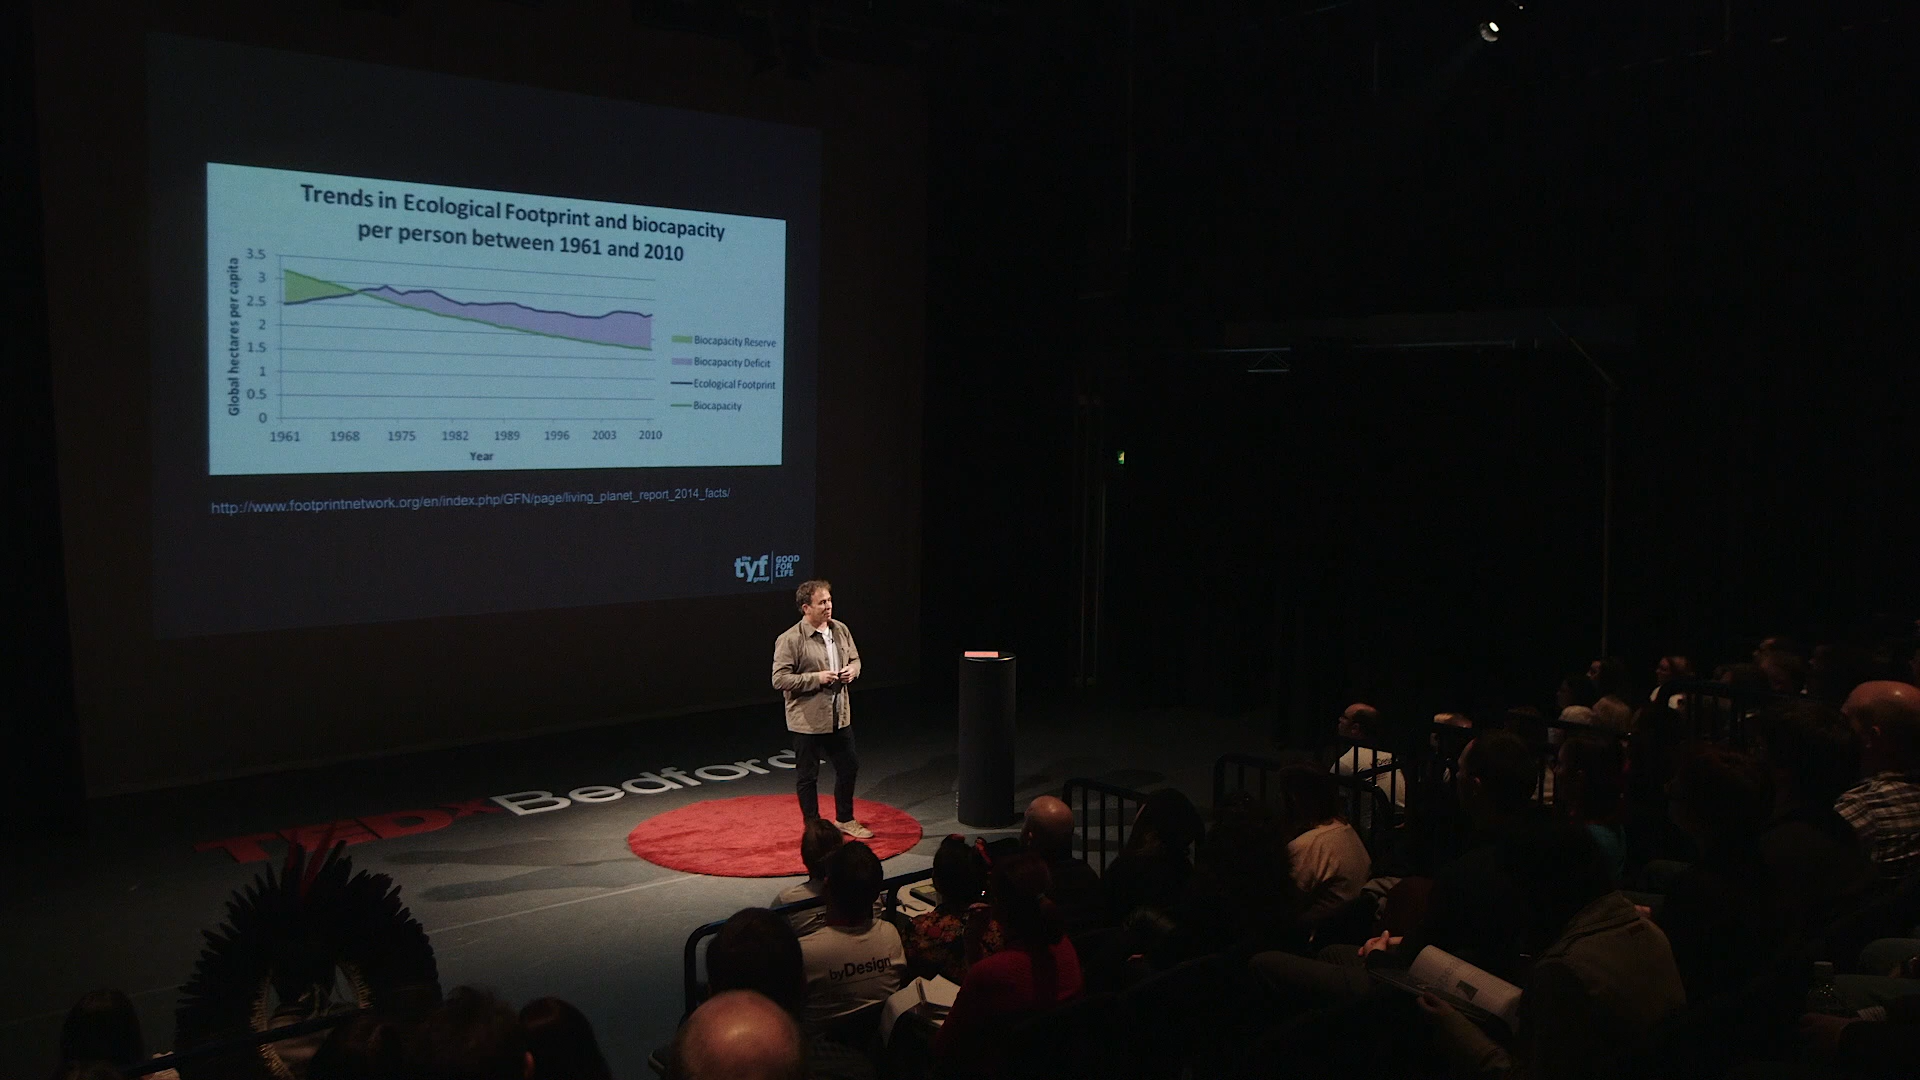 Trends in Ecological Footprint and biocapacity
per person between 1961 and 2010
Global hectares per capita
3.5
3
2.5
2
1.5
1
0.5
0
1961 1968 1975 1982 1989 1996 2003 2010
Year
Biocapacity Reserve
Biocapacity Deficit
Ecological Footprint
Biocapacity
http://www.footprintnetwork.org/en/index.php/GFN/page/living_planet_report_2014_facts/
the
tyf
group
GOOD
FOR
LIFE
TEDxBedford
byDesign